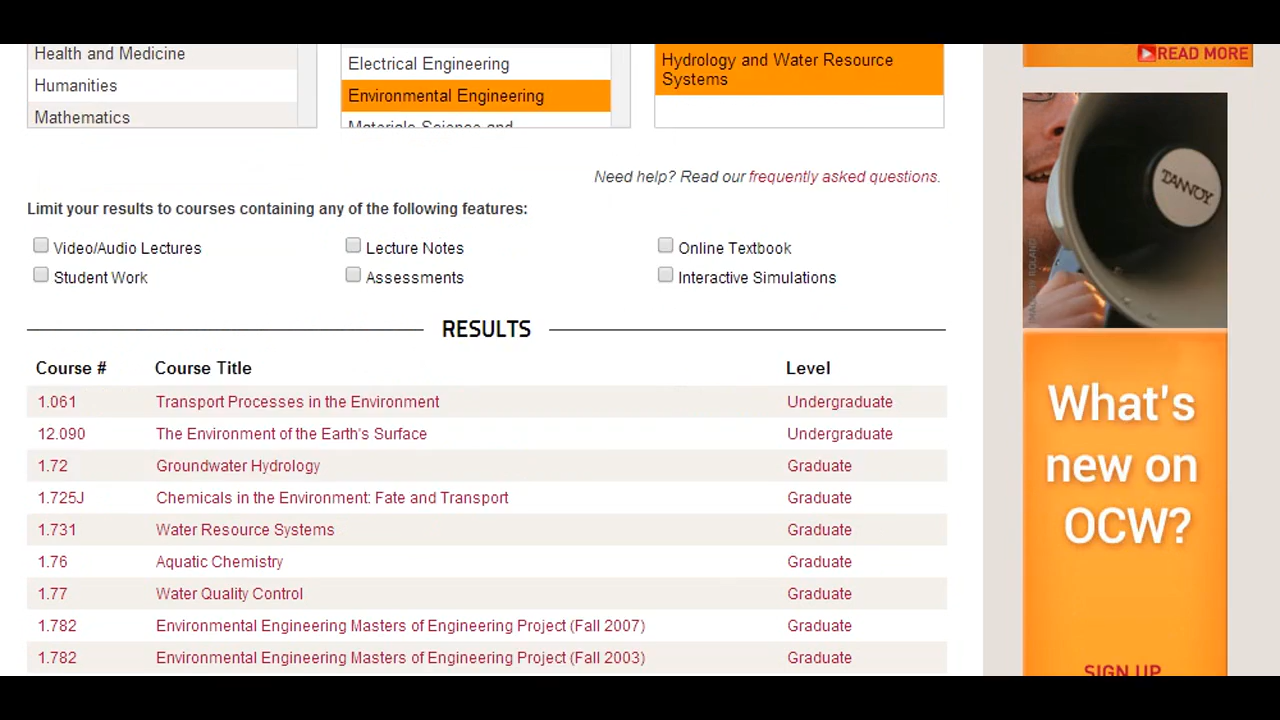 Health and Medicine
Humanities
Mathematics
Electrical Engineering
Environmental Engineering
Materials Science and
Hydrology and Water Resource
Systems
READ MORE
Need help? Read our frequently asked questions.
Limit your results to courses containing any of the following features:
Video/Audio Lectures
Lecture Notes
Online Textbook
Student Work
Assessments
Interactive Simulations
RESULTS
Course # Course Title Level
1.061 Transport Processes in the Environment Undergraduate
12.090 The Environment of the Earth's Surface Undergraduate
1.72 Groundwater Hydrology Graduate
1.725J Chemicals in the Environment: Fate and Transport Graduate
1.731 Water Resource Systems Graduate
1.76 Aquatic Chemistry Graduate
1.77 Water Quality Control Graduate
1.782 Environmental Engineering Masters of Engineering Project (Fall 2007) Graduate
1.782 Environmental Engineering Masters of Engineering Project (Fall 2003) Graduate
TANNOY
What's
new on
OCW?
SIGN UP